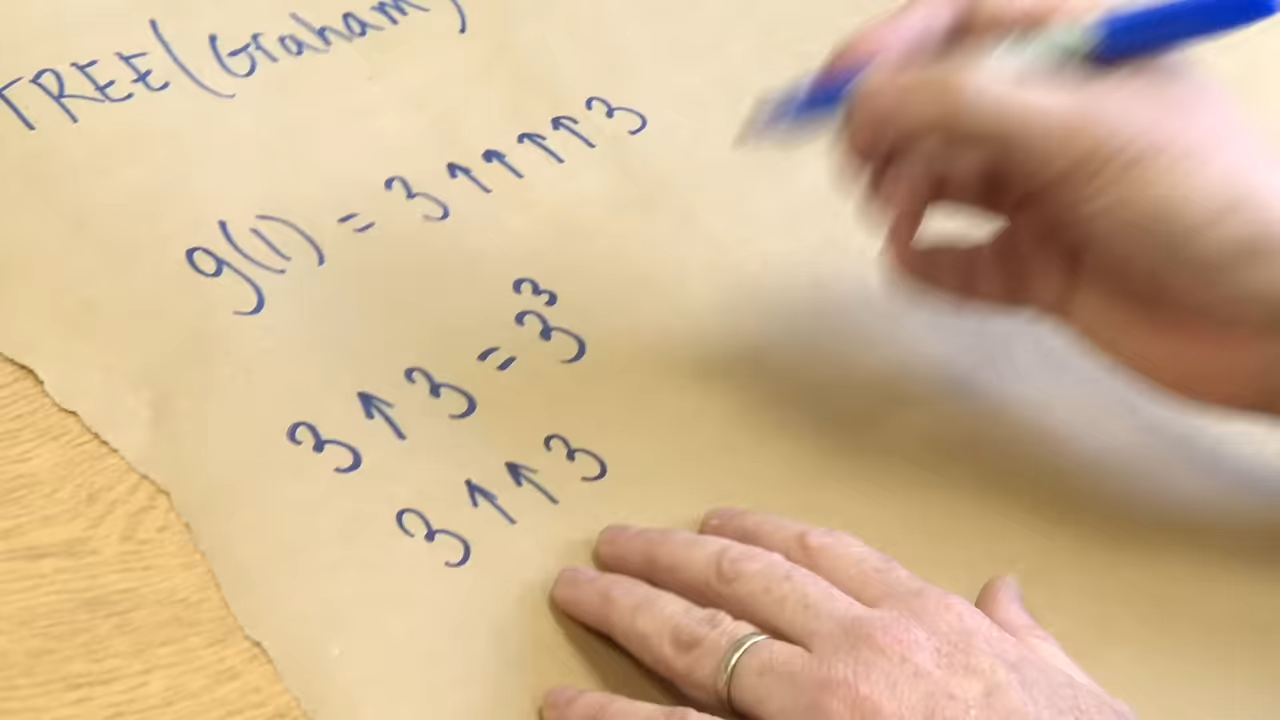 TREE(Graham)
g(1) = 3↑↑↑↑3
3↑3 = 3³
3↑↑3